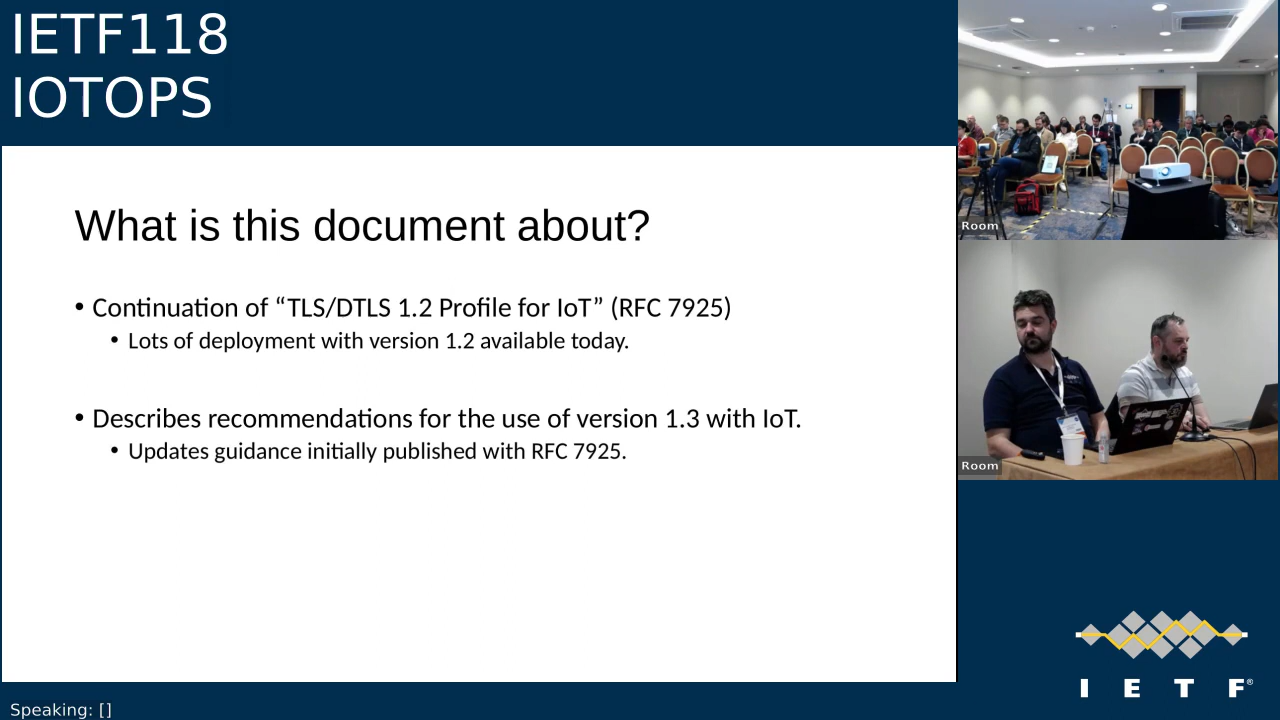 IETF118
IOTOPS
What is this document about?
• Continuation of “TLS/DTLS 1.2 Profile for IoT” (RFC 7925)
• Lots of deployment with version 1.2 available today.
• Describes recommendations for the use of version 1.3 with IoT.
• Updates guidance initially published with RFC 7925.
Room
Room
I E T F®
Speaking: []